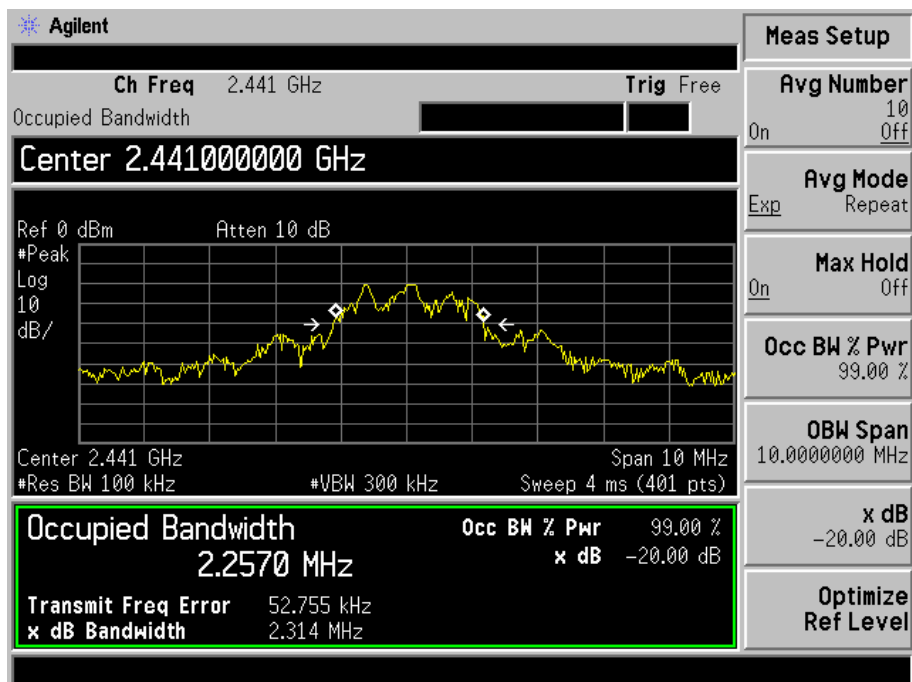 Agilent
Meas Setup
Ch Freq 2.441 GHz Trig Free
Occupied Bandwidth
Center 2.441000000 GHz
Ref 0 dBm Atten 10 dB
#Peak
Log
10
dB/
Center 2.441 GHz Span 10 MHz
#Res BW 100 kHz #VBW 300 kHz Sweep 4 ms (401 pts)
Occupied Bandwidth Occ BW % Pwr 99.00 %
2.2570 MHz x dB -20.00 dB
Transmit Freq Error 52.755 kHz
x dB Bandwidth 2.314 MHz
Avg Number
10
On Off
Avg Mode
Exp Repeat
Max Hold
On Off
Occ BW % Pwr
99.00 %
OBW Span
10.0000000 MHz
x dB
-20.00 dB
Optimize
Ref Level